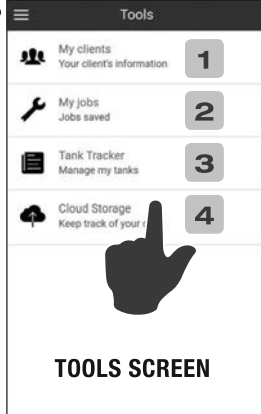 Tools
My clients
Your client's information
1
My jobs
Jobs saved
2
Tank Tracker
Manage my tanks
3
Cloud Storage
Keep track of your
4
TOOLS SCREEN